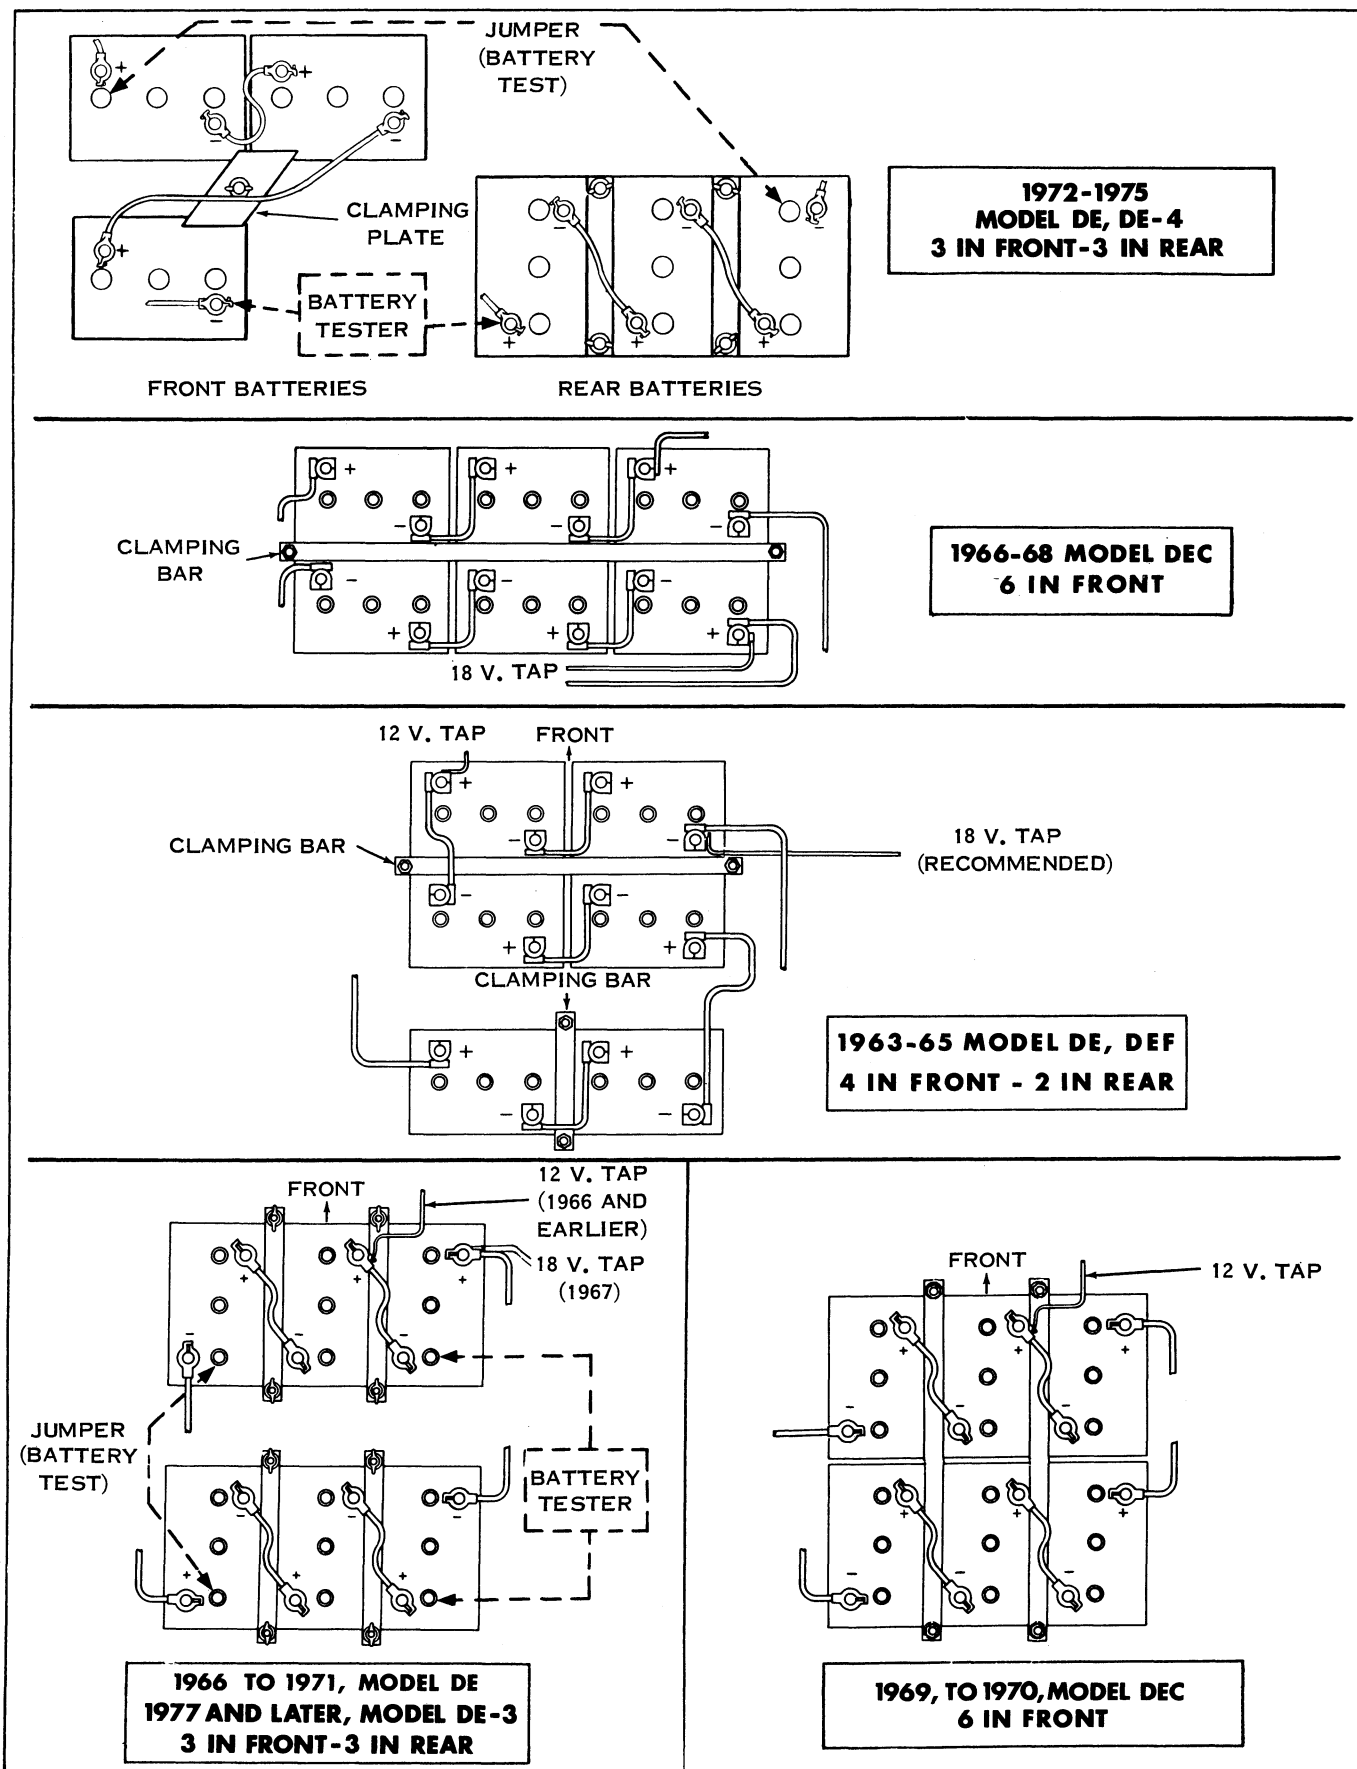 JUMPER
(BATTERY
TEST)
+
+
-
-
CLAMPING
PLATE
+
-
BATTERY
TESTER
-
-
-
+
+
+
FRONT BATTERIES
REAR BATTERIES
1972-1975
MODEL DE, DE-4
3 IN FRONT-3 IN REAR
+
+
+
-
-
-
CLAMPING
BAR
-
-
-
+
+
+
18 V. TAP
1966-68 MODEL DEC
6 IN FRONT
12 V. TAP
FRONT
+
+
-
-
CLAMPING BAR
18 V. TAP
(RECOMMENDED)
-
-
+
+
CLAMPING BAR
+
+
-
-
1963-65 MODEL DE, DEF
4 IN FRONT - 2 IN REAR
FRONT
12 V. TAP
(1966 AND
EARLIER)
18 V. TAP
(1967)
+
+
+
-
-
-
JUMPER
(BATTERY
TEST)
BATTERY
TESTER
-
-
-
+
+
+
1966 TO 1971, MODEL DE
1977 AND LATER, MODEL DE-3
3 IN FRONT-3 IN REAR
FRONT
12 V. TAP
+
+
+
-
-
-
+
+
+
-
-
-
1969, TO 1970, MODEL DEC
6 IN FRONT